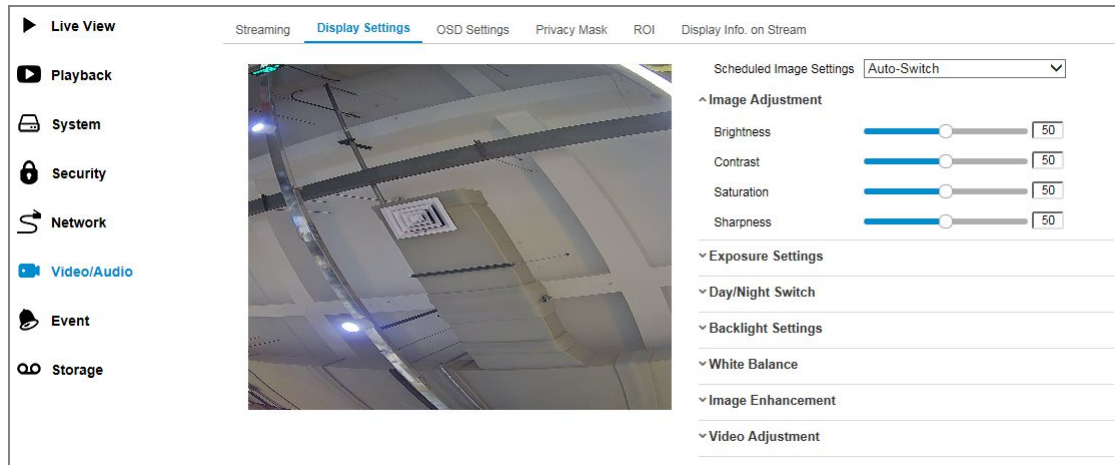 Live View
Playback
System
Security
Network
Video/Audio
Event
Storage
Streaming Display Settings OSD Settings Privacy Mask ROI Display Info. on Stream
Scheduled Image Settings Auto-Switch
Image Adjustment
Brightness 50
Contrast 50
Saturation 50
Sharpness 50
Exposure Settings
Day/Night Switch
Backlight Settings
White Balance
Image Enhancement
Video Adjustment